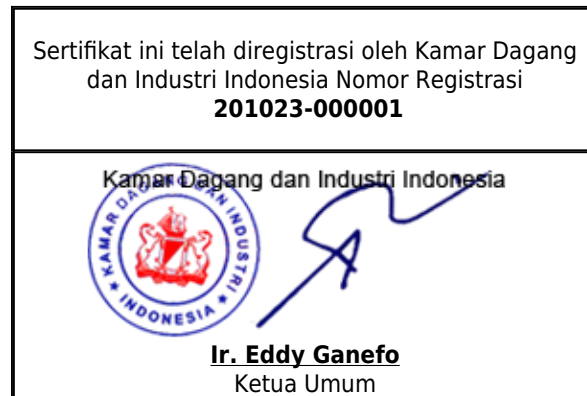 Sertifikat ini telah diregistrasi oleh Kamar Dagang
dan Industri Indonesia Nomor Registrasi
201023-000001
Kamar Dagang dan Industri Indonesia
KAMAR DAGANG DAN INDUSTRI
INDONESIA
Ir. Eddy Ganefo
Ketua Umum